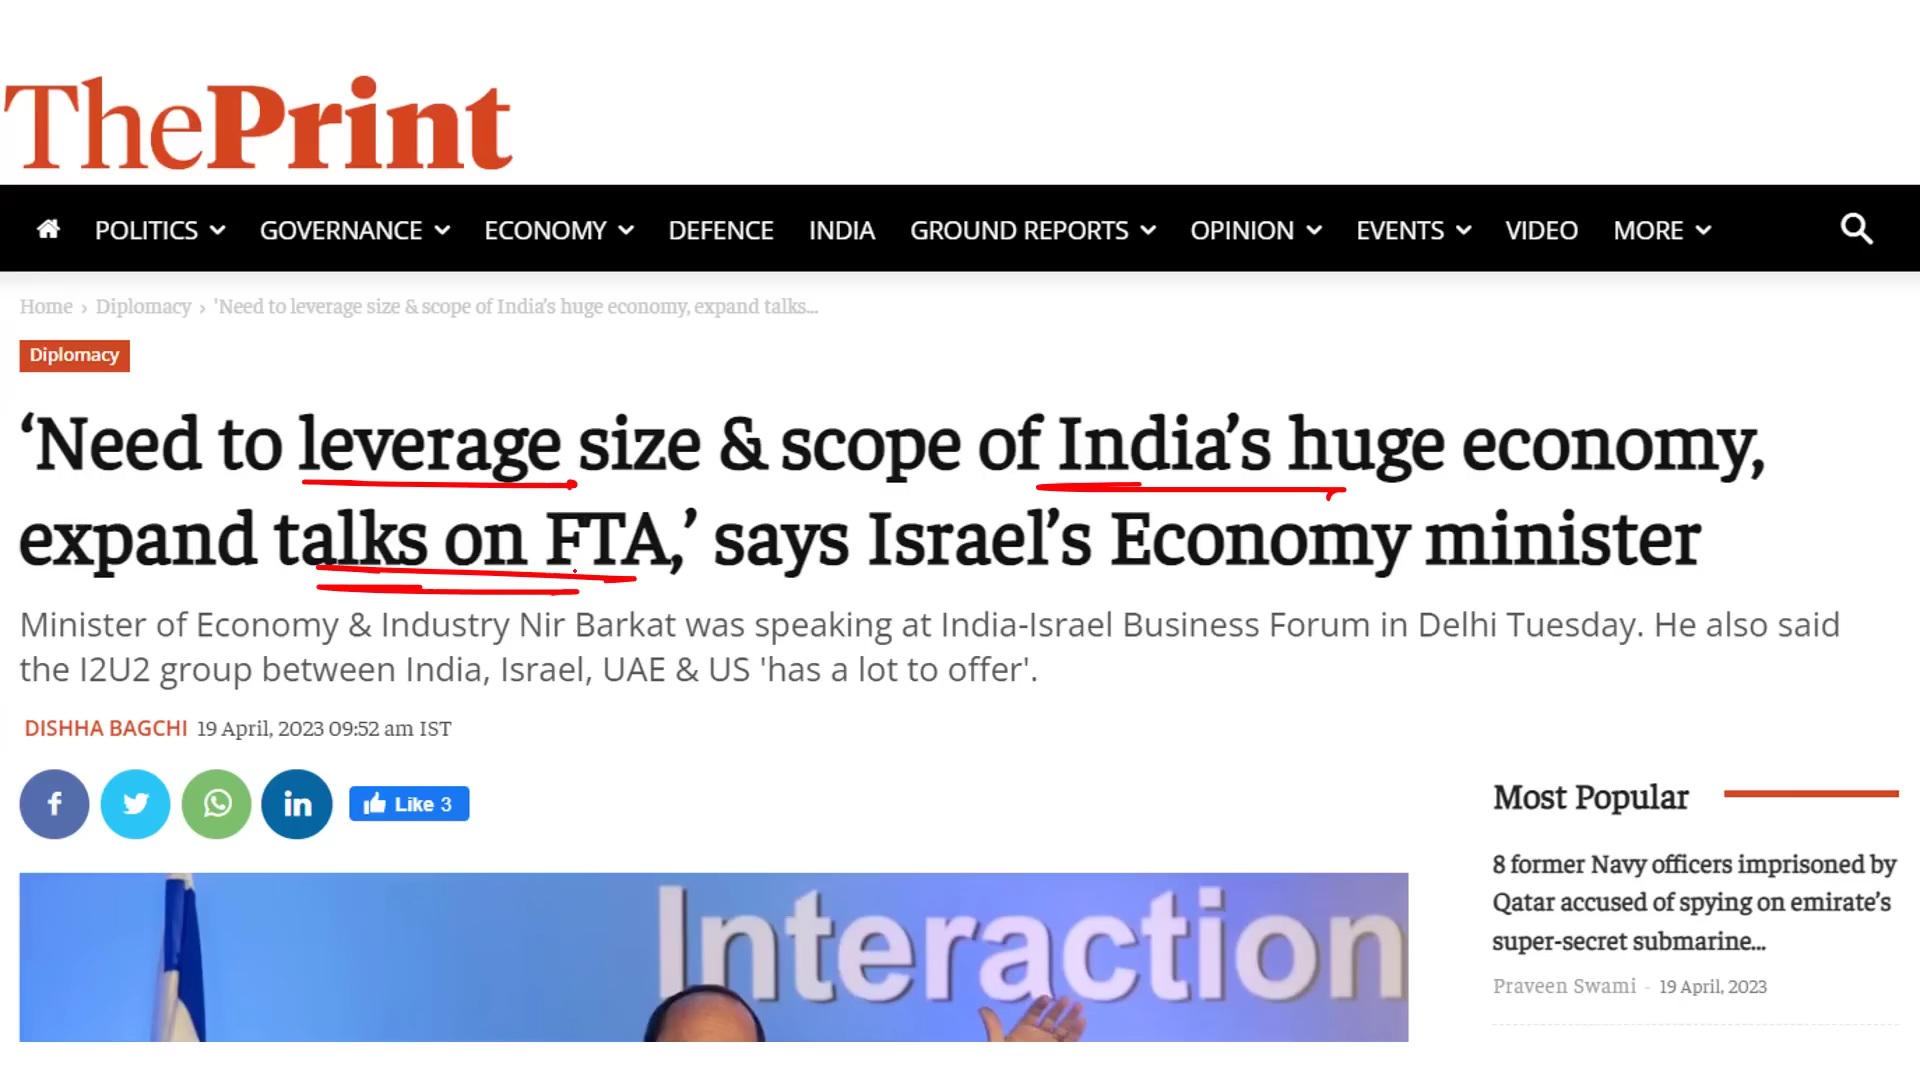 ThePrint
POLITICS GOVERNANCE ECONOMY DEFENCE INDIA GROUND REPORTS OPINION EVENTS VIDEO MORE
Home › Diplomacy › 'Need to leverage size & scope of India’s huge economy, expand talks...
Diplomacy
‘Need to leverage size & scope of India’s huge economy,
expand talks on FTA,’ says Israel’s Economy minister
Minister of Economy & Industry Nir Barkat was speaking at India-Israel Business Forum in Delhi Tuesday. He also said
the I2U2 group between India, Israel, UAE & US 'has a lot to offer'.
DISHHA BAGCHI 19 April, 2023 09:52 am IST
f in Like 3
Interaction
Most Popular
8 former Navy officers imprisoned by
Qatar accused of spying on emirate’s
super-secret submarine...
Praveen Swami - 19 April, 2023